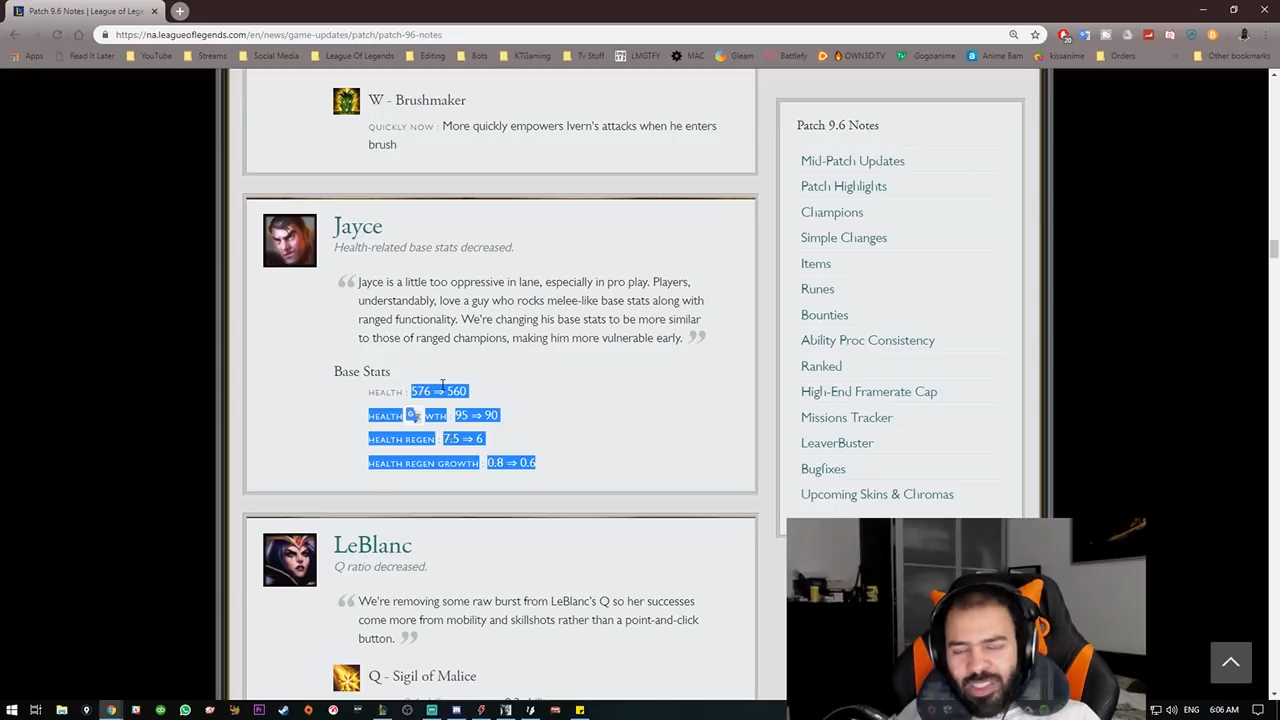 Patch 9.6 Notes | League of Lege
https://na.leagueoflegends.com/en/news/game-updates/patch/patch-96-notes
Apps Read It Later YouTube Streams Social Media League Of Legends Editing Bots KTGaming Tv Stuff LMGTFY MAC Gleam Battlefy OWN3D.TV Gogoanime Anime Bam kissanime Orders Other bookmarks
W - Brushmaker
QUICKLY NOW : More quickly empowers Ivern's attacks when he enters
brush
Jayce
Health-related base stats decreased.
Jayce is a little too oppressive in lane, especially in pro play. Players,
understandably, love a guy who rocks melee-like base stats along with
ranged functionality. We're changing his base stats to be more similar
to those of ranged champions, making him more vulnerable early.
Base Stats
HEALTH : 576 ⇒ 560
HEALTH WTH : 95 ⇒ 90
HEALTH REGEN : 7.5 ⇒ 6
HEALTH REGEN GROWTH : 0.8 ⇒ 0.6
LeBlanc
Q ratio decreased.
We're removing some raw burst from LeBlanc's Q so her successes
come more from mobility and skillshots rather than a point-and-click
button.
Q - Sigil of Malice
Patch 9.6 Notes
Mid-Patch Updates
Patch Highlights
Champions
Simple Changes
Items
Runes
Bounties
Ability Proc Consistency
Ranked
High-End Framerate Cap
Missions Tracker
LeaverBuster
Bugfixes
Upcoming Skins & Chromas
ENG 6:06 AM